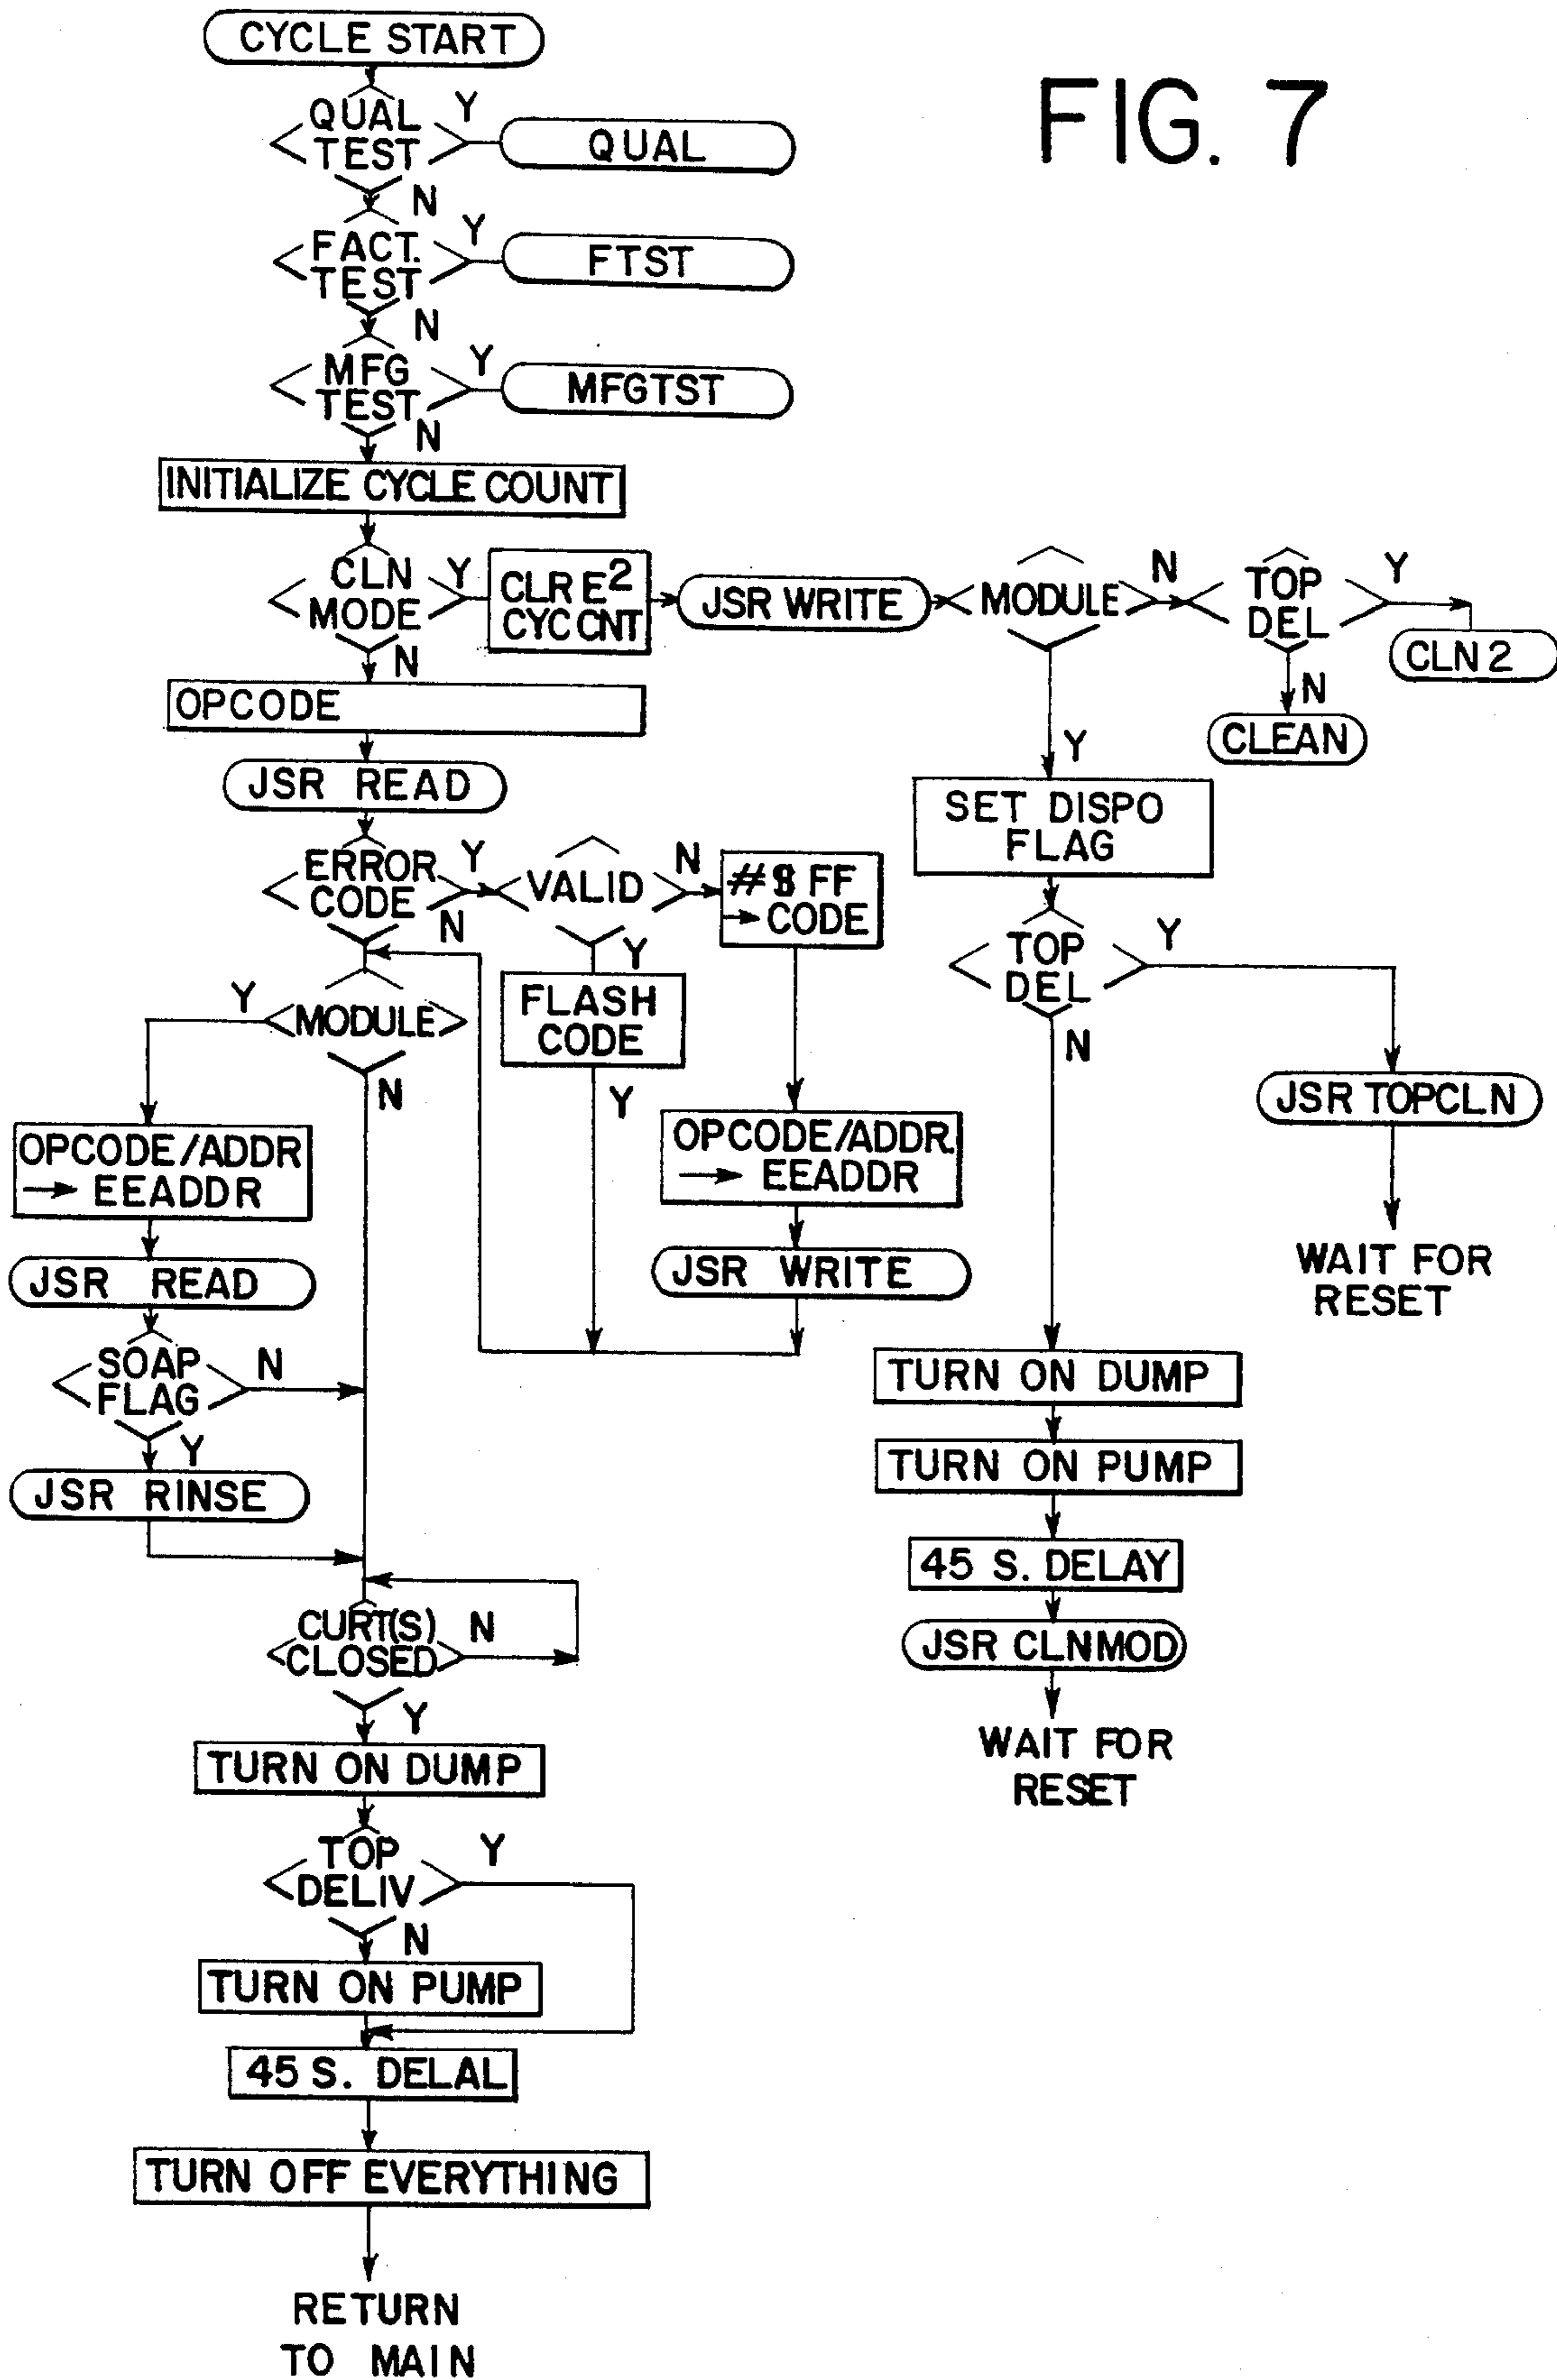 FIG. 7
CYCLE START
QUAL
TEST
Y
QUAL
N
FACT.
TEST
Y
FTST
N
MFG
TEST
Y
MFGTST
N
INITIALIZE CYCLE COUNT
CLN
MODE
Y
CLR E²
CYC CNT
JSR WRITE
MODULE
N
TOP
DEL
Y
CLN 2
N
CLEAN
N
OPCODE
JSR READ
Y
SET DISPO
FLAG
ERROR
CODE
Y
VALID
N
#$ FF
→ CODE
N
Y
FLASH
CODE
Y
TOP
DEL
Y
N
Y
MODULE
N
JSR TOPCLN
WAIT FOR
RESET
OPCODE/ADDR
→ EEADDR
OPCODE/ADDR.
→ EEADDR
JSR READ
JSR WRITE
SOAP
FLAG
N
Y
JSR RINSE
TURN ON DUMP
TURN ON PUMP
45 S. DELAY
JSR CLNMOD
WAIT FOR
RESET
CURT(S)
CLOSED
N
Y
TURN ON DUMP
TOP
DELIV
Y
N
TURN ON PUMP
45 S. DELAL
TURN OFF EVERYTHING
RETURN
TO MAIN